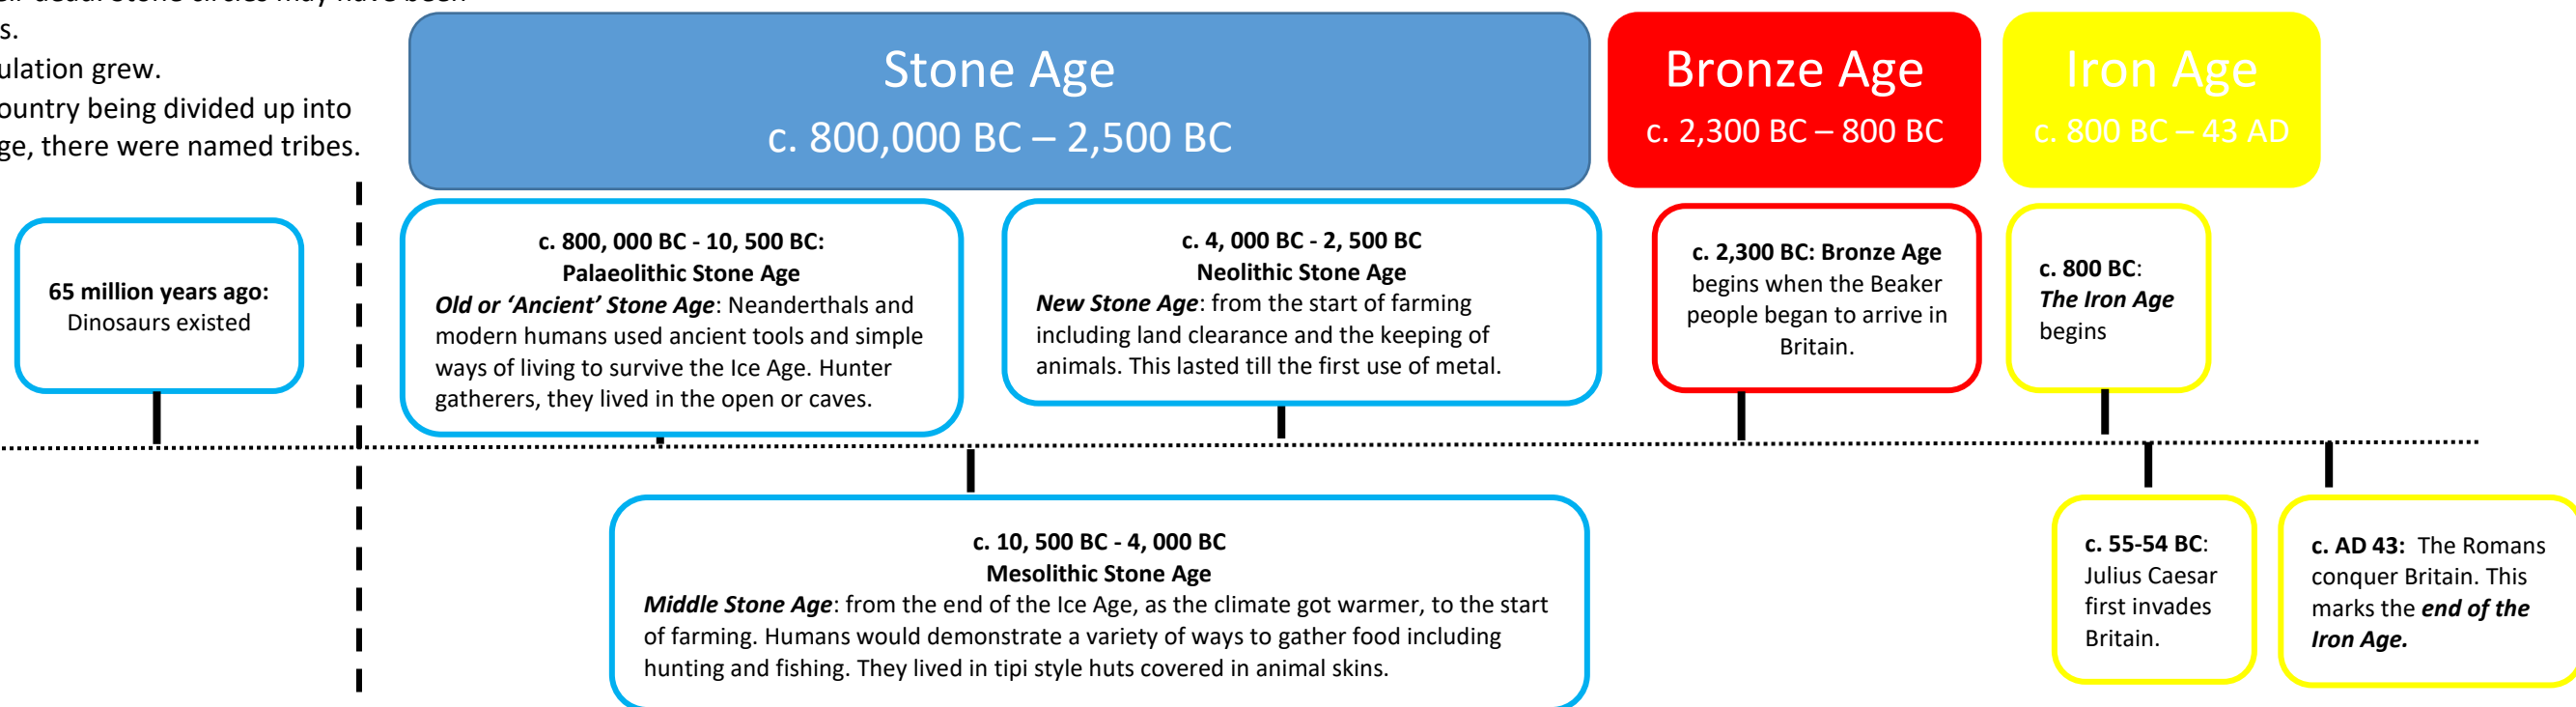 s.
ulation grew.
ountry being divided up into
ge, there were named tribes.
Stone Age
c. 800,000 BC – 2,500 BC
Bronze Age
c. 2,300 BC – 800 BC
Iron Age
c. 800 BC – 43 AD
65 million years ago:
Dinosaurs existed
c. 800, 000 BC - 10, 500 BC:
Palaeolithic Stone Age
Old or ‘Ancient’ Stone Age: Neanderthals and
modern humans used ancient tools and simple
ways of living to survive the Ice Age. Hunter
gatherers, they lived in the open or caves.
c. 4, 000 BC - 2, 500 BC
Neolithic Stone Age
New Stone Age: from the start of farming
including land clearance and the keeping of
animals. This lasted till the first use of metal.
c. 2,300 BC: Bronze Age
begins when the Beaker
people began to arrive in
Britain.
c. 800 BC:
The Iron Age
begins
c. 10, 500 BC - 4, 000 BC
Mesolithic Stone Age
Middle Stone Age: from the end of the Ice Age, as the climate got warmer, to the start
of farming. Humans would demonstrate a variety of ways to gather food including
hunting and fishing. They lived in tipi style huts covered in animal skins.
c. 55-54 BC:
Julius Caesar
first invades
Britain.
c. AD 43: The Romans
conquer Britain. This
marks the end of the
Iron Age.